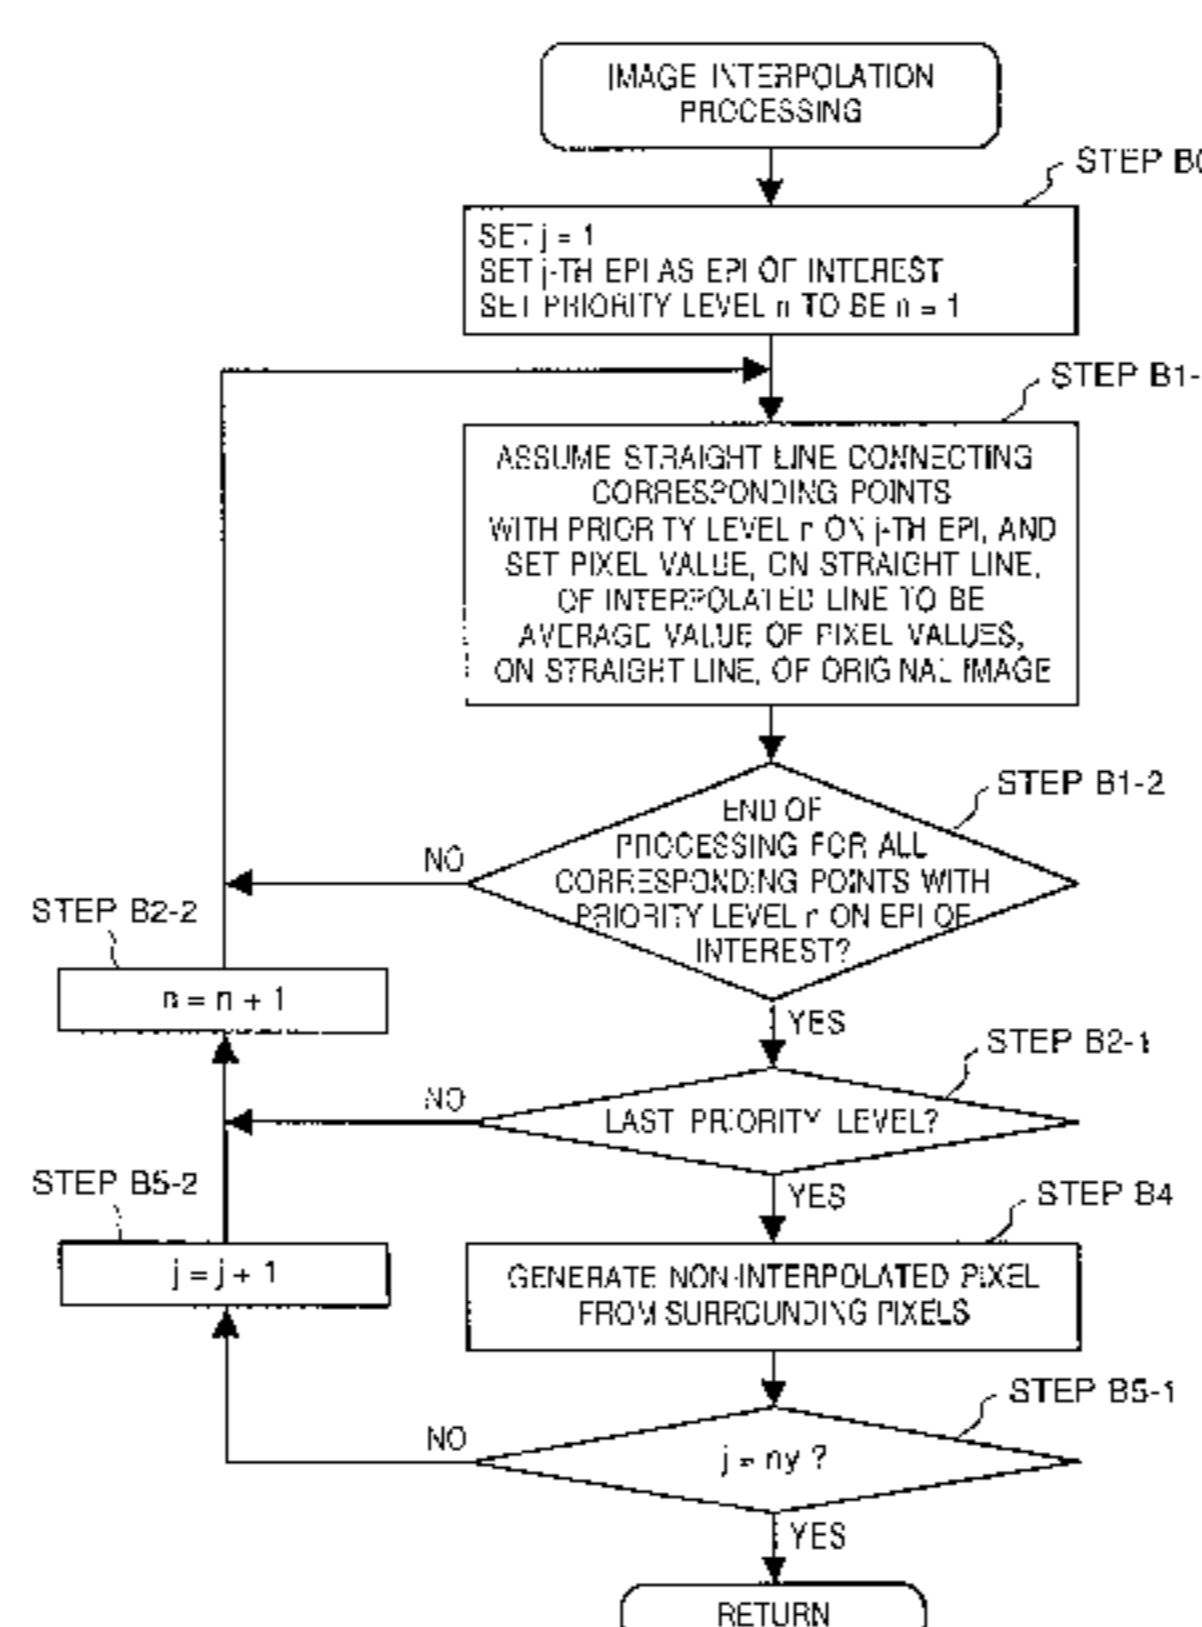 IMAGE INTERPOLATION
PROCESSING
STEP B0
SET j = 1
SET j-TH EPI AS EPI OF INTEREST
SET PRIORITY LEVEL n TO BE n = 1
STEP B1-
ASSUME STRAIGHT LINE CONNECTING
CORRESPONDING POINTS
WITH PRIORITY LEVEL n ON j-TH EPI, AND
SET PIXEL VALUE, ON STRAIGHT LINE,
OF INTERPOLATED LINE TO BE
AVERAGE VALUE OF PIXEL VALUES,
ON STRAIGHT LINE, OF ORIGINAL IMAGE
STEP B1-2
END OF
PROCESSING FOR ALL
CORRESPONDING POINTS WITH
PRIORITY LEVEL n ON EPI OF
INTEREST?
NO
YES
STEP B2-2
n = n + 1
STEP B2-1
LAST PRIORITY LEVEL?
NO
YES
STEP B5-2
j = j + 1
STEP B4
GENERATE NON-INTERPOLATED PIXEL
FROM SURROUNDING PIXELS
STEP B5-1
j = ny ?
NO
YES
RETURN